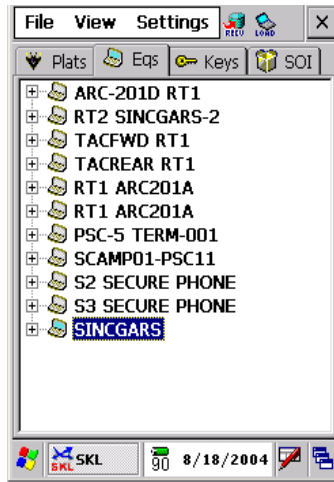 File View Settings RECV LOAD X
Plats Eqs Keys SOI
ARC-201D RT1
RT2 SINCGARS-2
TACFWD RT1
TACREAR RT1
RT1 ARC201A
RT1 ARC201A
PSC-5 TERM-001
SCAMP01-PSC11
S2 SECURE PHONE
S3 SECURE PHONE
SINCGARS
SKL SKL 90 8/18/2004